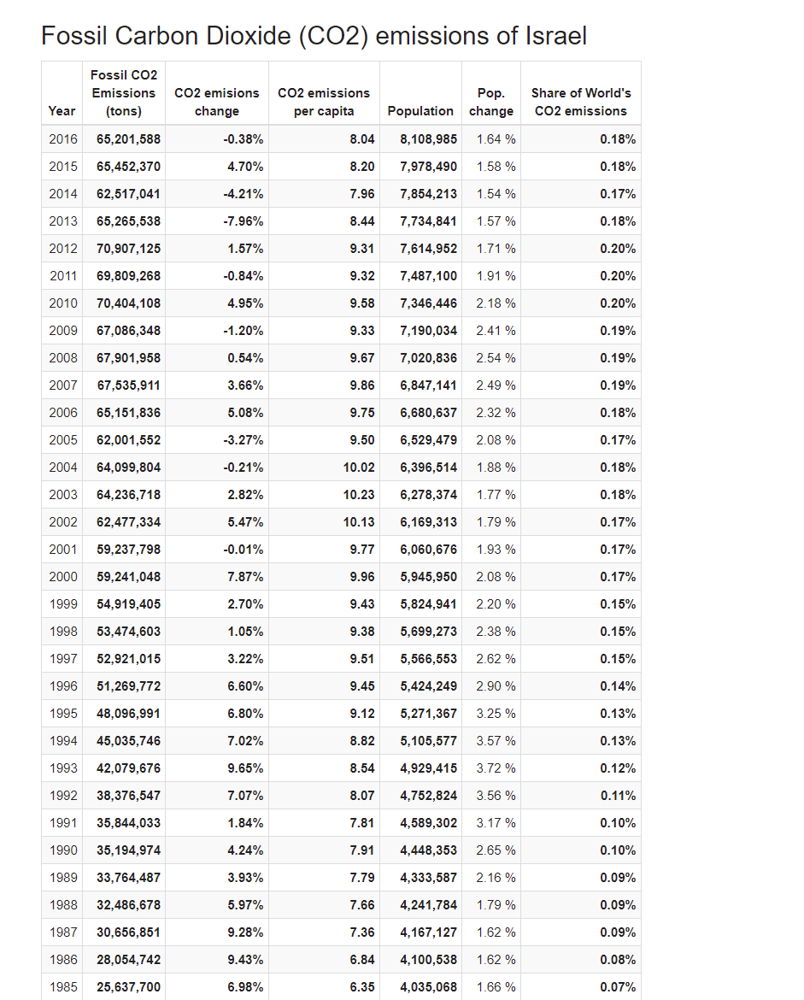 Fossil Carbon Dioxide (CO2) emissions of Israel
Year Fossil CO2 Emissions (tons) CO2 emisions change CO2 emissions per capita Population Pop. change Share of World's CO2 emissions
2016 65,201,588 -0.38% 8.04 8,108,985 1.64 % 0.18%
2015 65,452,370 4.70% 8.20 7,978,490 1.58 % 0.18%
2014 62,517,041 -4.21% 7.96 7,854,213 1.54 % 0.17%
2013 65,265,538 -7.96% 8.44 7,734,841 1.57 % 0.18%
2012 70,907,125 1.57% 9.31 7,614,952 1.71 % 0.20%
2011 69,809,268 -0.84% 9.32 7,487,100 1.91 % 0.20%
2010 70,404,108 4.95% 9.58 7,346,446 2.18 % 0.20%
2009 67,086,348 -1.20% 9.33 7,190,034 2.41 % 0.19%
2008 67,901,958 0.54% 9.67 7,020,836 2.54 % 0.19%
2007 67,535,911 3.66% 9.86 6,847,141 2.49 % 0.19%
2006 65,151,836 5.08% 9.75 6,680,637 2.32 % 0.18%
2005 62,001,552 -3.27% 9.50 6,529,479 2.08 % 0.17%
2004 64,099,804 -0.21% 10.02 6,396,514 1.88 % 0.18%
2003 64,236,718 2.82% 10.23 6,278,374 1.77 % 0.18%
2002 62,477,334 5.47% 10.13 6,169,313 1.79 % 0.17%
2001 59,237,798 -0.01% 9.77 6,060,676 1.93 % 0.17%
2000 59,241,048 7.87% 9.96 5,945,950 2.08 % 0.17%
1999 54,919,405 2.70% 9.43 5,824,941 2.20 % 0.15%
1998 53,474,603 1.05% 9.38 5,699,273 2.38 % 0.15%
1997 52,921,015 3.22% 9.51 5,566,553 2.62 % 0.15%
1996 51,269,772 6.60% 9.45 5,424,249 2.90 % 0.14%
1995 48,096,991 6.80% 9.12 5,271,367 3.25 % 0.13%
1994 45,035,746 7.02% 8.82 5,105,577 3.57 % 0.13%
1993 42,079,676 9.65% 8.54 4,929,415 3.72 % 0.12%
1992 38,376,547 7.07% 8.07 4,752,824 3.56 % 0.11%
1991 35,844,033 1.84% 7.81 4,589,302 3.17 % 0.10%
1990 35,194,974 4.24% 7.91 4,448,353 2.65 % 0.10%
1989 33,764,487 3.93% 7.79 4,333,587 2.16 % 0.09%
1988 32,486,678 5.97% 7.66 4,241,784 1.79 % 0.09%
1987 30,656,851 9.28% 7.36 4,167,127 1.62 % 0.09%
1986 28,054,742 9.43% 6.84 4,100,538 1.62 % 0.08%
1985 25,637,700 6.98% 6.35 4,035,068 1.66 % 0.07%